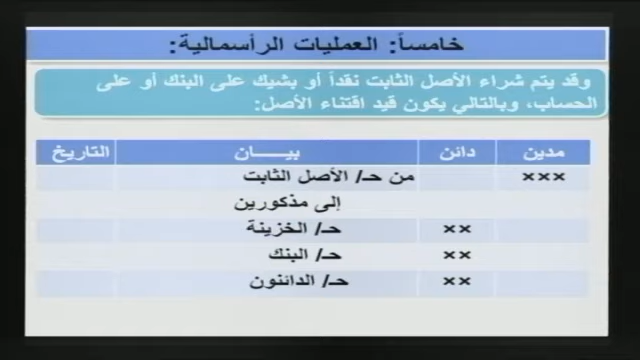 خامساً: العمليات الرأسمالية:
وقد يتم شراء الأصل الثابت نقداً أو بشيك على البنك أو على
الحساب، وبالتالي يكون قيد اقتناء الأصل:
مدين دائن بيـــــان التاريخ
××× من حـ/ الأصل الثابت
إلى مذكورين
×× حـ/ الخزينة
×× حـ/ البنك
×× حـ/ الدائنون